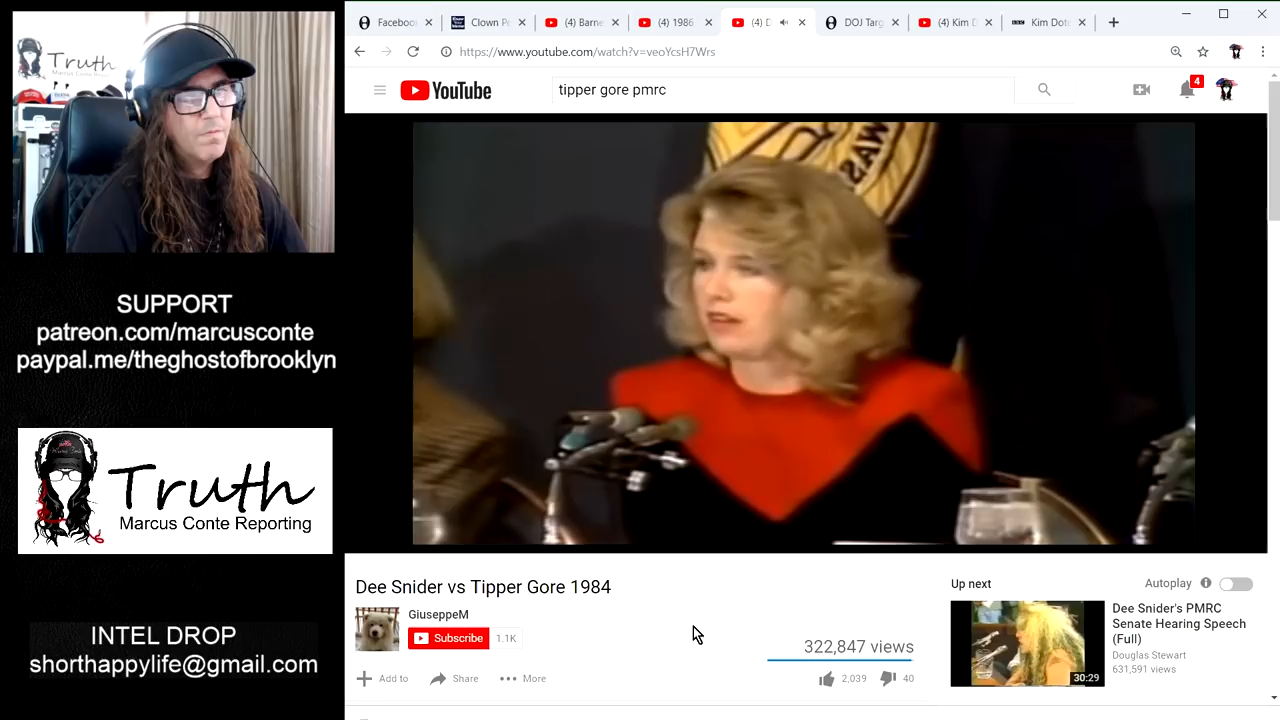 Truth
Marcus Conte Report
SUPPORT
patreon.com/marcusconte
paypal.me/theghostofbrooklyn
Truth
Marcus Conte Reporting
INTEL DROP
shorthappylife@gmail.com
Faceboo
Clown P
(4) Barne
(4) 1986
(4) D
DOJ Targ
(4) Kim D
Kim Dot
https://www.youtube.com/watch?v=veoYcsH7Wrs
YouTube
tipper gore pmrc
4
WAS
Dee Snider vs Tipper Gore 1984
GiuseppeM
Subscribe 1.1K
322,847 views
Add to Share More 2,039 40
Up next Autoplay
Dee Snider's PMRC
Senate Hearing Speech
(Full)
Douglas Stewart
631,591 views
30:29